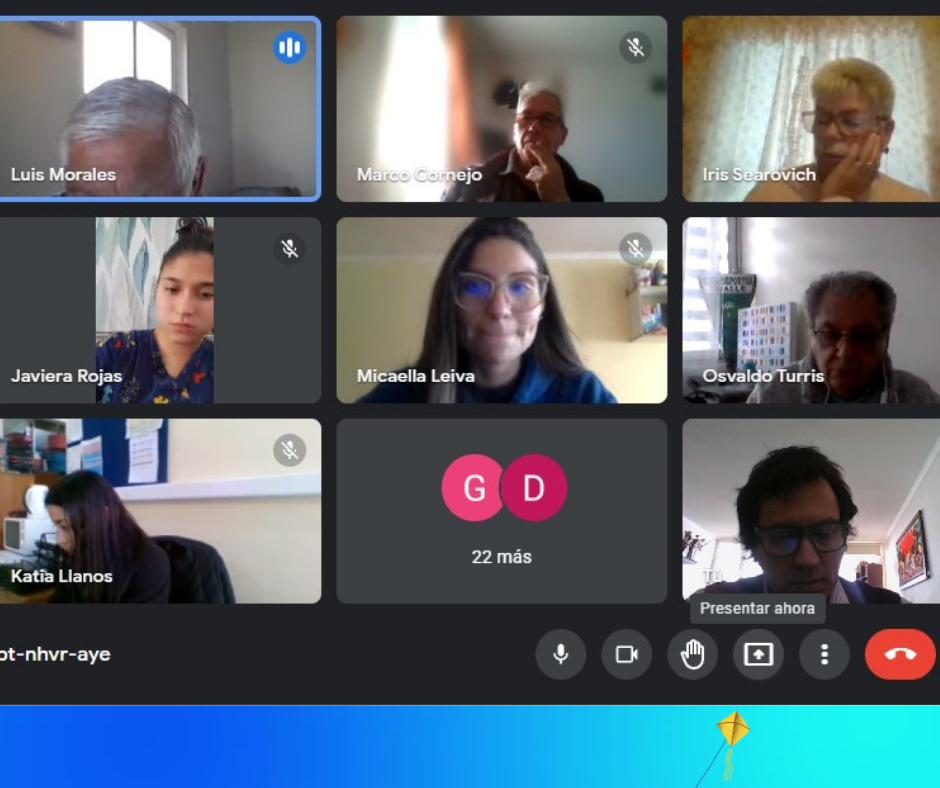 Luis Morales
Marco Cornejo
Iris Searovich
Javiera Rojas
Micaella Leiva
Osvaldo Turris
Katia Llanos
G D
22 más
Tú
Presentar ahora
ot-nhvr-aye